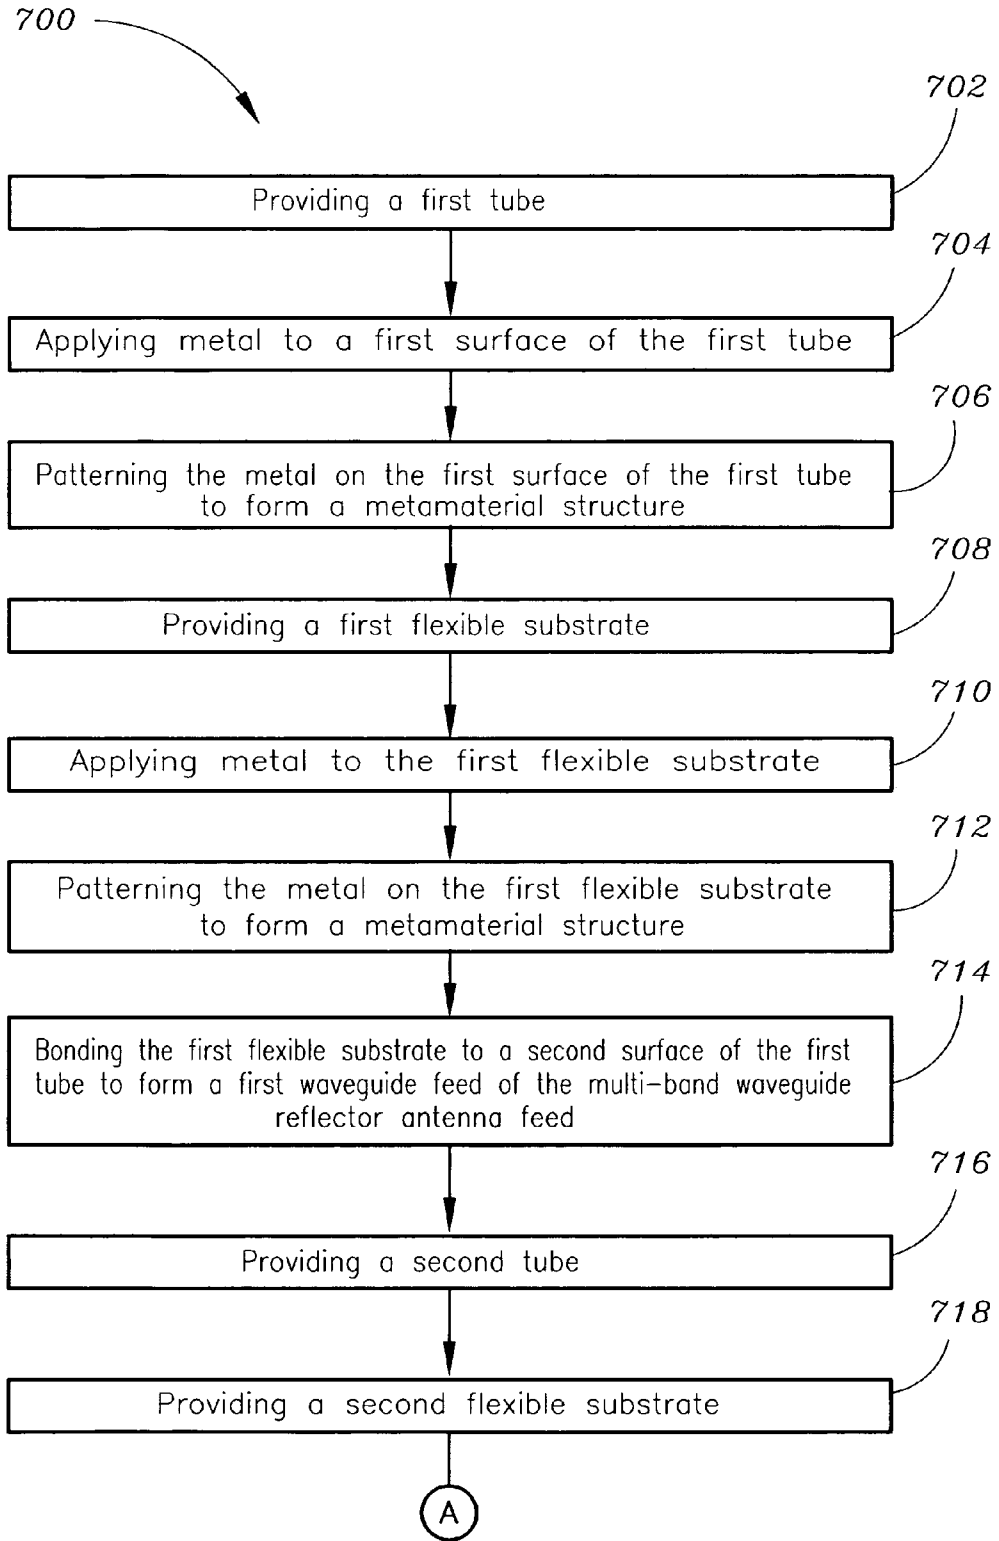 700
702
Providing a first tube
704
Applying metal to a first surface of the first tube
706
Patterning the metal on the first surface of the first tube
to form a metamaterial structure
708
Providing a first flexible substrate
710
Applying metal to the first flexible substrate
712
Patterning the metal on the first flexible substrate
to form a metamaterial structure
714
Bonding the first flexible substrate to a second surface of the first
tube to form a first waveguide feed of the multi-band waveguide
reflector antenna feed
716
Providing a second tube
718
Providing a second flexible substrate
A